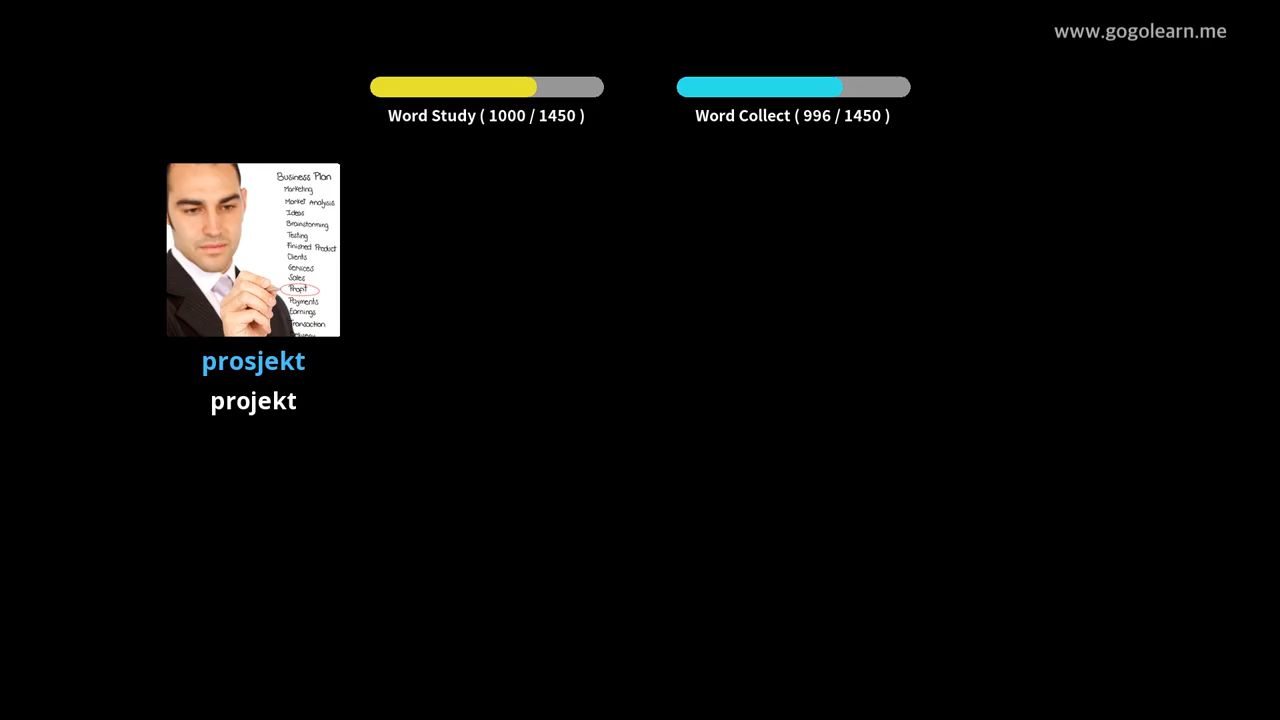 www.gogolearn.me
Word Study ( 1000 / 1450 )
Word Collect ( 996 / 1450 )
Business Plan
Marketing
Market Analysis
Ideas
Brainstorming
Testing
Finished Product
Clients
Services
Sales
Profit
Payments
Earnings
Transaction
prosjekt
projekt